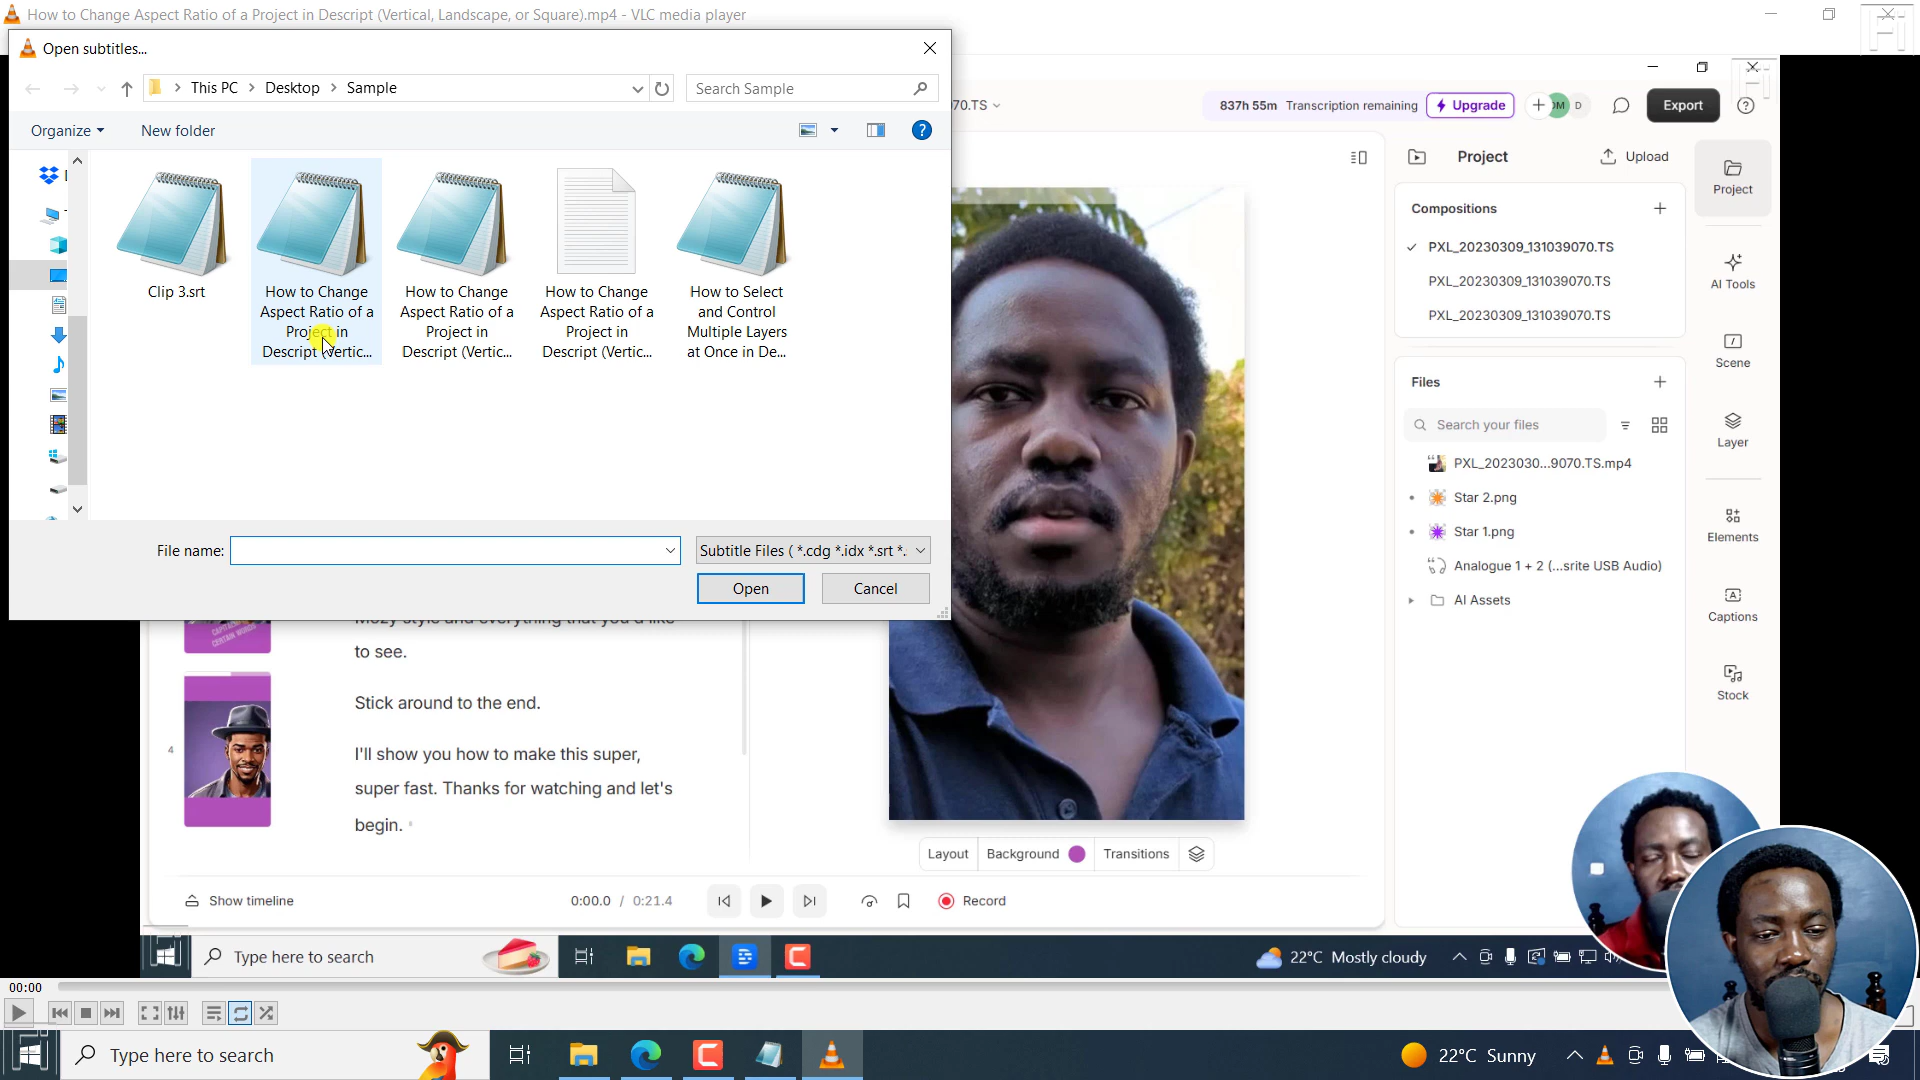 How to Change Aspect Ratio of a Project in Descript (Vertical, Landscape, or Square).mp4 - VLC media player
Open subtitles...
This PC > Desktop > Sample
Search Sample
Organize
New folder
Clip 3.srt
How to Change
Aspect Ratio of a
Project in
Descript (Vertic...
How to Change
Aspect Ratio of a
Project in
Descript (Vertic...
How to Change
Aspect Ratio of a
Project in
Descript (Vertic...
How to Select
and Control
Multiple Layers
at Once in De...
File name:
Subtitle Files ( *.cdg *.idx *.srt *.
Open
Cancel
70.TS
837h 55m Transcription remaining
Upgrade
D
Export
Project
Upload
Compositions
PXL_20230309_131039070.TS
PXL_20230309_131039070.TS
PXL_20230309_131039070.TS
Files
Search your files
PXL_2023030...9070.TS.mp4
Star 2.png
Star 1.png
Analogue 1 + 2 (...srite USB Audio)
AI Assets
Project
AI Tools
Scene
Layer
Elements
Captions
Stock
to see.
Stick around to the end.
4
I'll show you how to make this super,
super fast. Thanks for watching and let's
begin.
Layout
Background
Transitions
Show timeline
0:00.0 / 0:21.4
Record
Type here to search
22°C Mostly cloudy
00:00
Type here to search
22°C Sunny